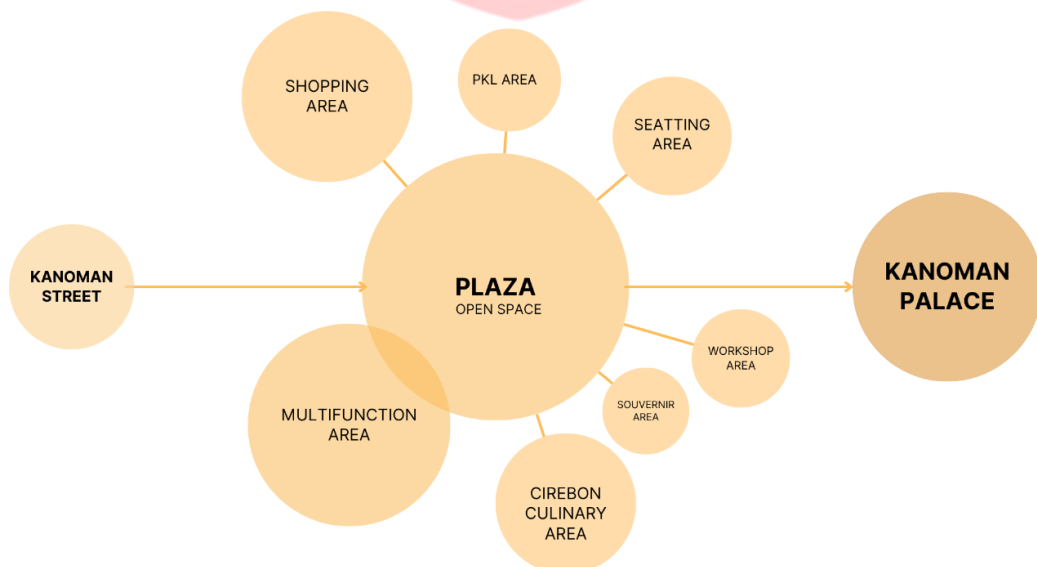 SHOPPING
AREA
PKL AREA
SEATTING
AREA
KANOMAN
STREET
PLAZA
OPEN SPACE
KANOMAN
PALACE
WORKSHOP
AREA
SOUVERNIR
AREA
MULTIFUNCTION
AREA
CIREBON
CULINARY
AREA